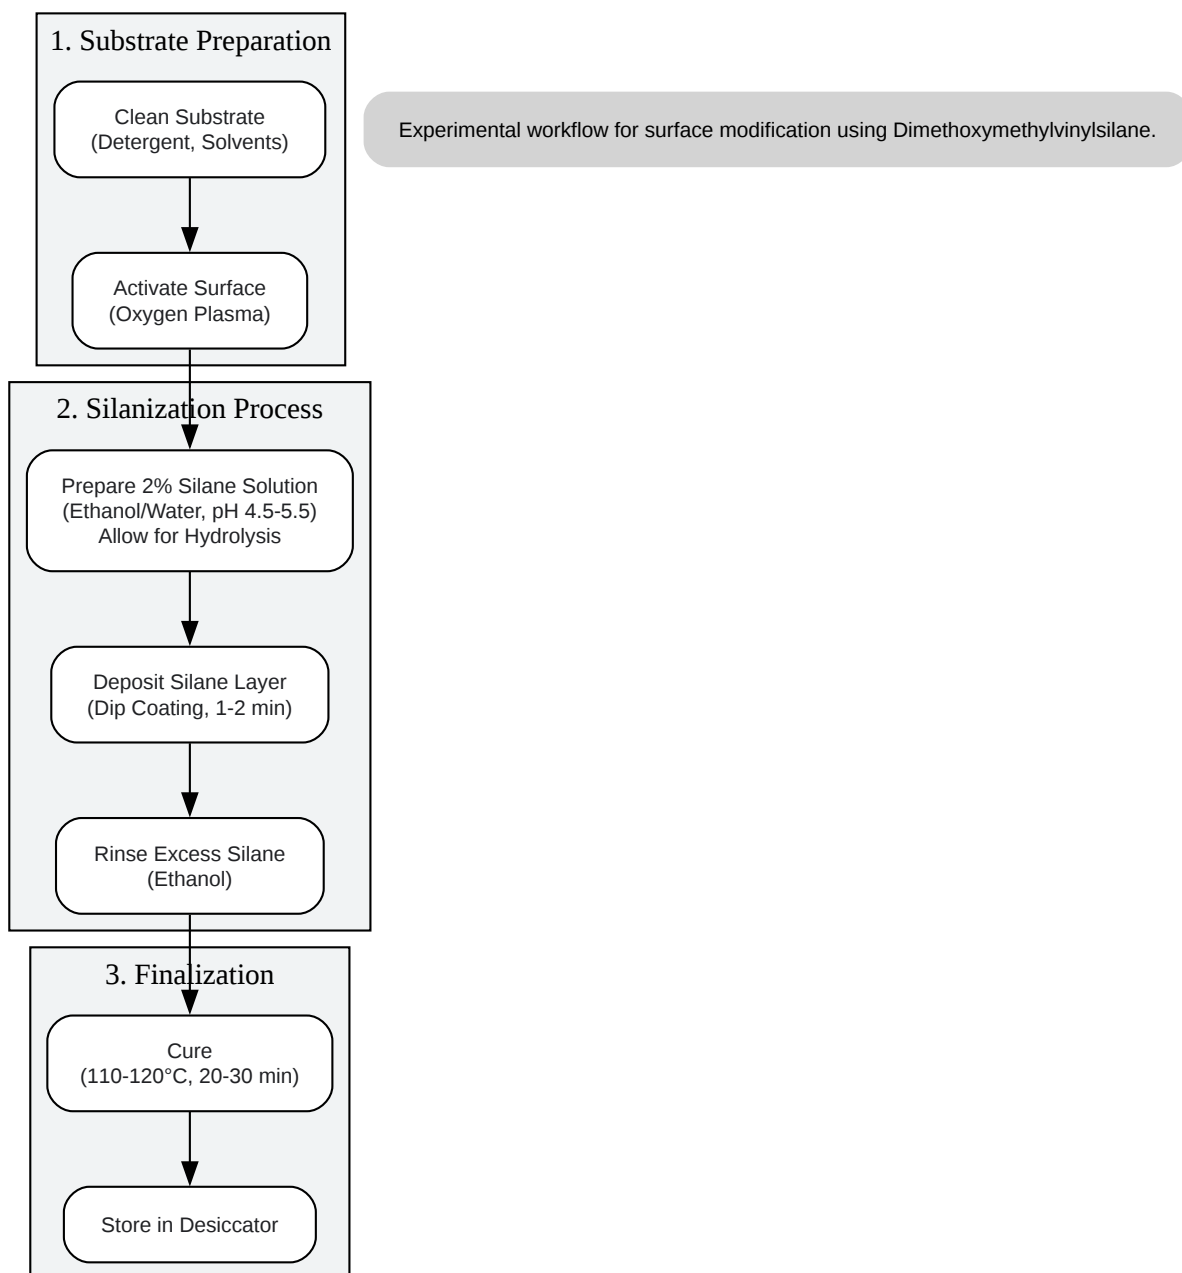 1. Substrate Preparation
Clean Substrate
(Detergent, Solvents)
Experimental workflow for surface modification using Dimethoxymethylvinylsilane.
Activate Surface
(Oxygen Plasma)
2. Silanization Process
Prepare 2% Silane Solution
(Ethanol/Water, pH 4.5-5.5)
Allow for Hydrolysis
Deposit Silane Layer
(Dip Coating, 1-2 min)
Rinse Excess Silane
(Ethanol)
3. Finalization
Cure
(110-120°C, 20-30 min)
Store in Desiccator